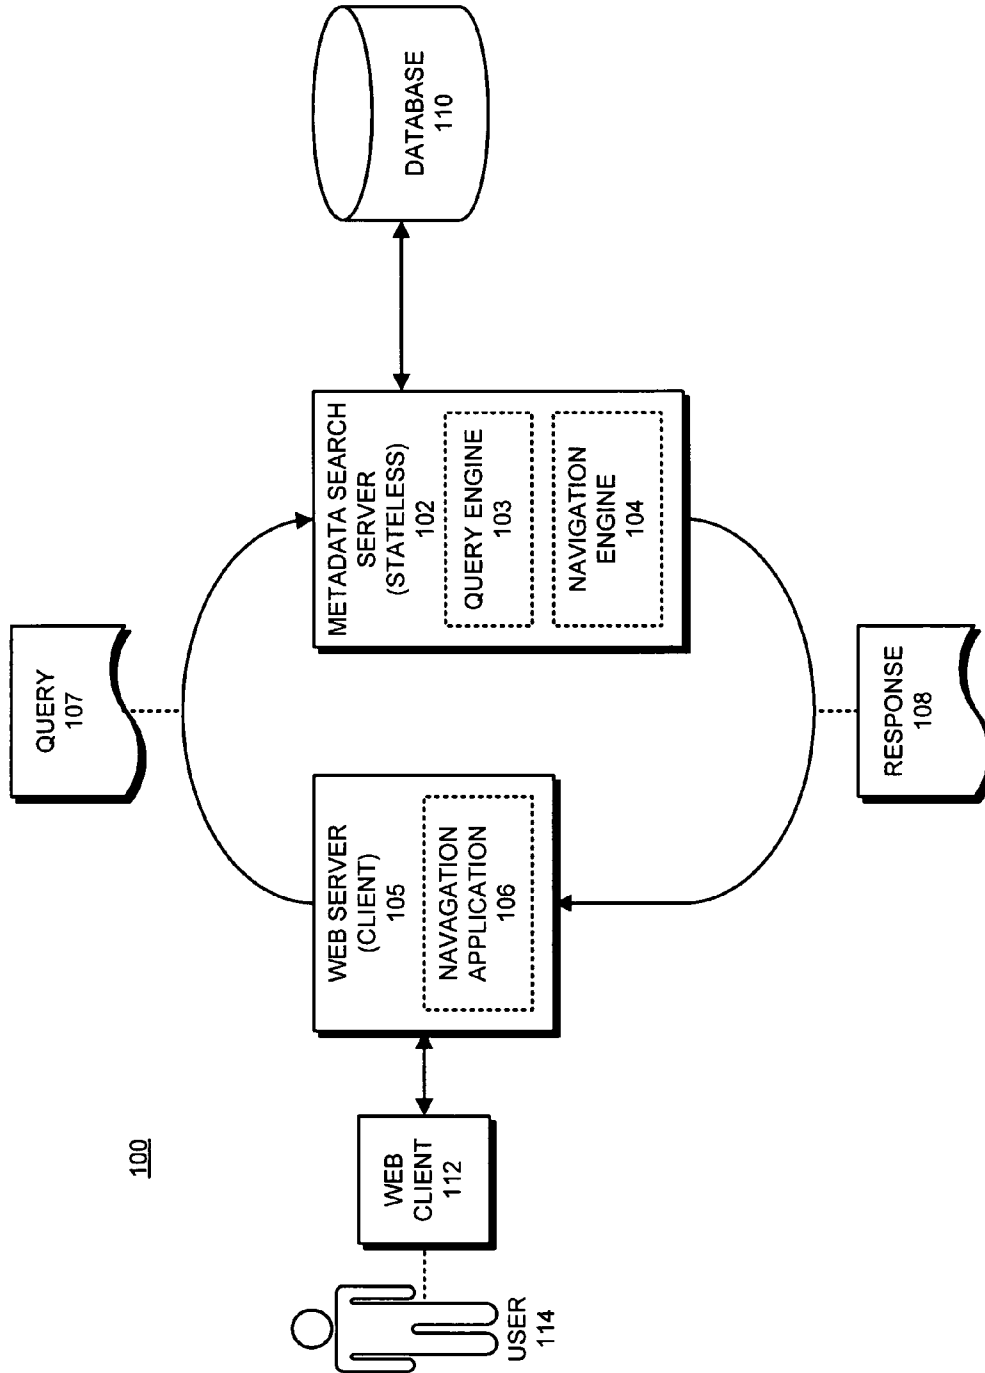 100
QUERY
107
USER
114
WEB
CLIENT
112
WEB SERVER
(CLIENT)
105
NAVAGATION
APPLICATION
106
METADATA SEARCH
SERVER
(STATELESS)
102
QUERY ENGINE
103
NAVIGATION
ENGINE
104
DATABASE
110
RESPONSE
108